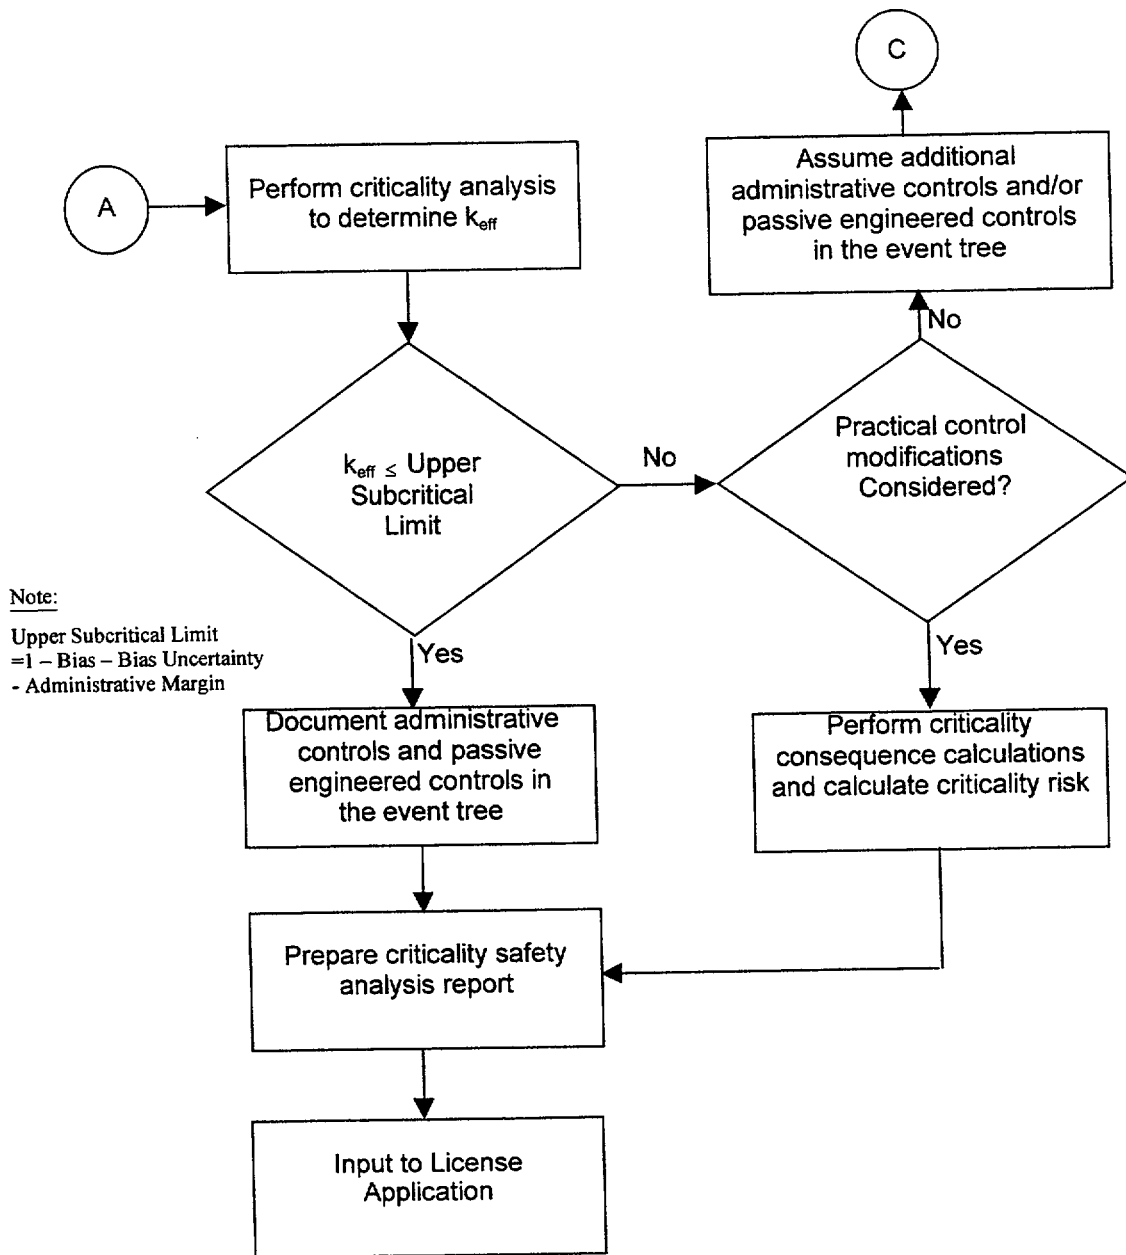 C
A
Perform criticality analysis
to determine keff
Assume additional
administrative controls and/or
passive engineered controls
in the event tree
No
keff ≤ Upper
Subcritical
Limit
No
Practical control
modifications
Considered?
Note:
Upper Subcritical Limit
=1 – Bias – Bias Uncertainty
- Administrative Margin
Yes
Yes
Document administrative
controls and passive
engineered controls in
the event tree
Perform criticality
consequence calculations
and calculate criticality risk
Prepare criticality safety
analysis report
Input to License
Application